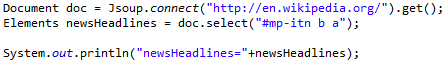 Document doc = Jsoup.connect("http://en.wikipedia.org/").get();
Elements newsHeadlines = doc.select("#mp-itn b a");
System.out.println("newsHeadlines="+newsHeadlines);